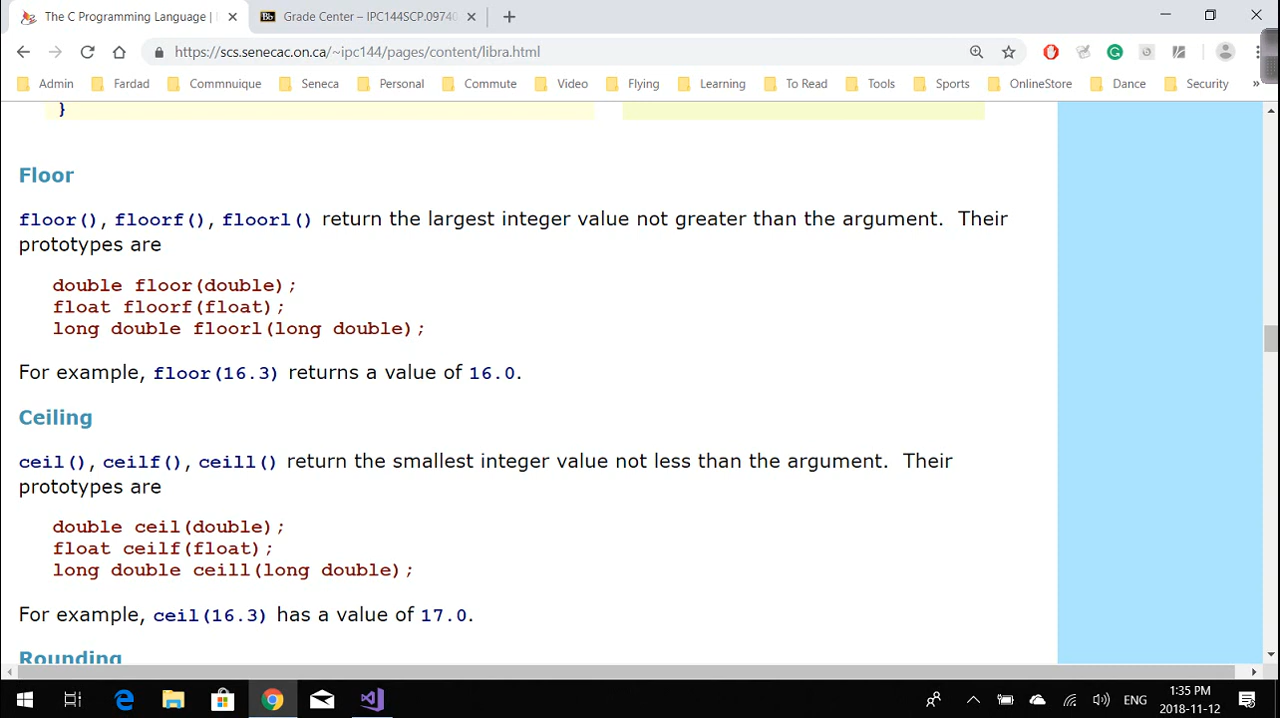 The C Programming Language |
Grade Center – IPC144SCP.09740
https://scs.senecac.on.ca/~ipc144/pages/content/libra.html
Admin Fardad Commnuique Seneca Personal Commute Video Flying Learning To Read Tools Sports OnlineStore Dance Security »
}
Floor
floor(), floorf(), floorl() return the largest integer value not greater than the argument.  Their
prototypes are
double floor(double);
float floorf(float);
long double floorl(long double);
For example, floor(16.3) returns a value of 16.0.
Ceiling
ceil(), ceilf(), ceill() return the smallest integer value not less than the argument.  Their
prototypes are
double ceil(double);
float ceilf(float);
long double ceill(long double);
For example, ceil(16.3) has a value of 17.0.
Rounding
ENG
1:35 PM
2018-11-12